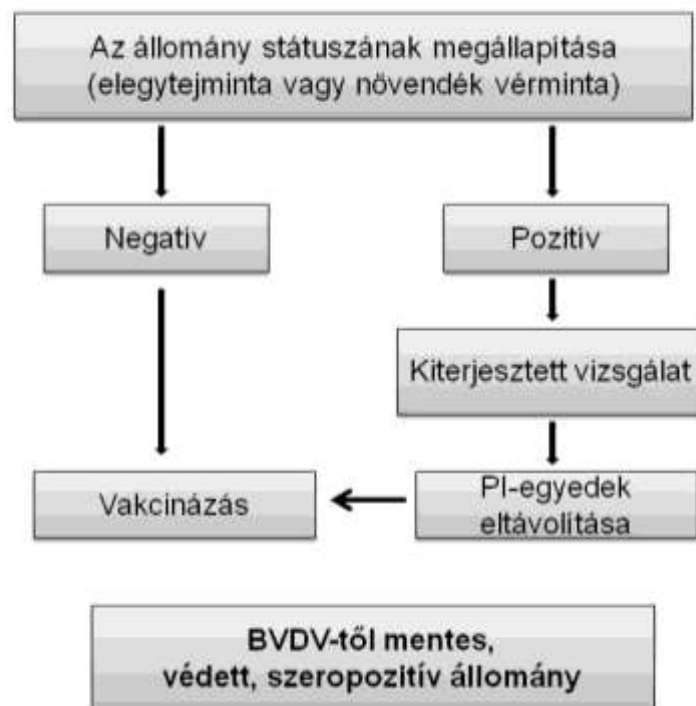 Az állomány státuszának megállapítása
(elegytejminta vagy növendék vérminta)
Negatív
Pozitív
Kiterjesztett vizsgálat
Vakcinázás
PI-egyedek
eltávolítása
BVDV-től mentes,
védett, szeropozitív állomány